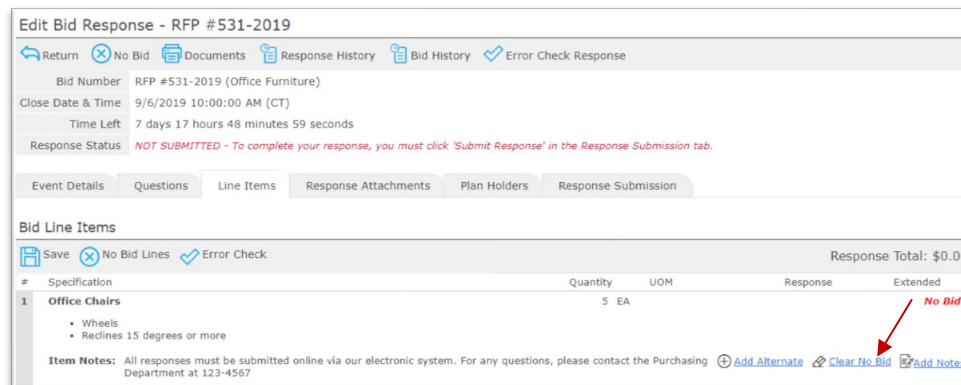 Edit Bid Response - RFP #531-2019
Return No Bid Documents Response History Bid History Error Check Response
Bid Number RFP #531-2019 (Office Furniture)
Close Date & Time 9/6/2019 10:00:00 AM (CT)
Time Left 7 days 17 hours 48 minutes 59 seconds
Response Status NOT SUBMITTED - To complete your response, you must click 'Submit Response' in the Response Submission tab.
Event Details Questions Line Items Response Attachments Plan Holders Response Submission
Bid Line Items
Save No Bid Lines Error Check Response Total: $0.0
# Specification Quantity UOM Response Extended
1 Office Chairs 5 EA No Bid
• Wheels
• Reclines 15 degrees or more
Item Notes: All responses must be submitted online via our electronic system. For any questions, please contact the Purchasing Add Alternate Clear No Bid Add Notes
Department at 123-4567